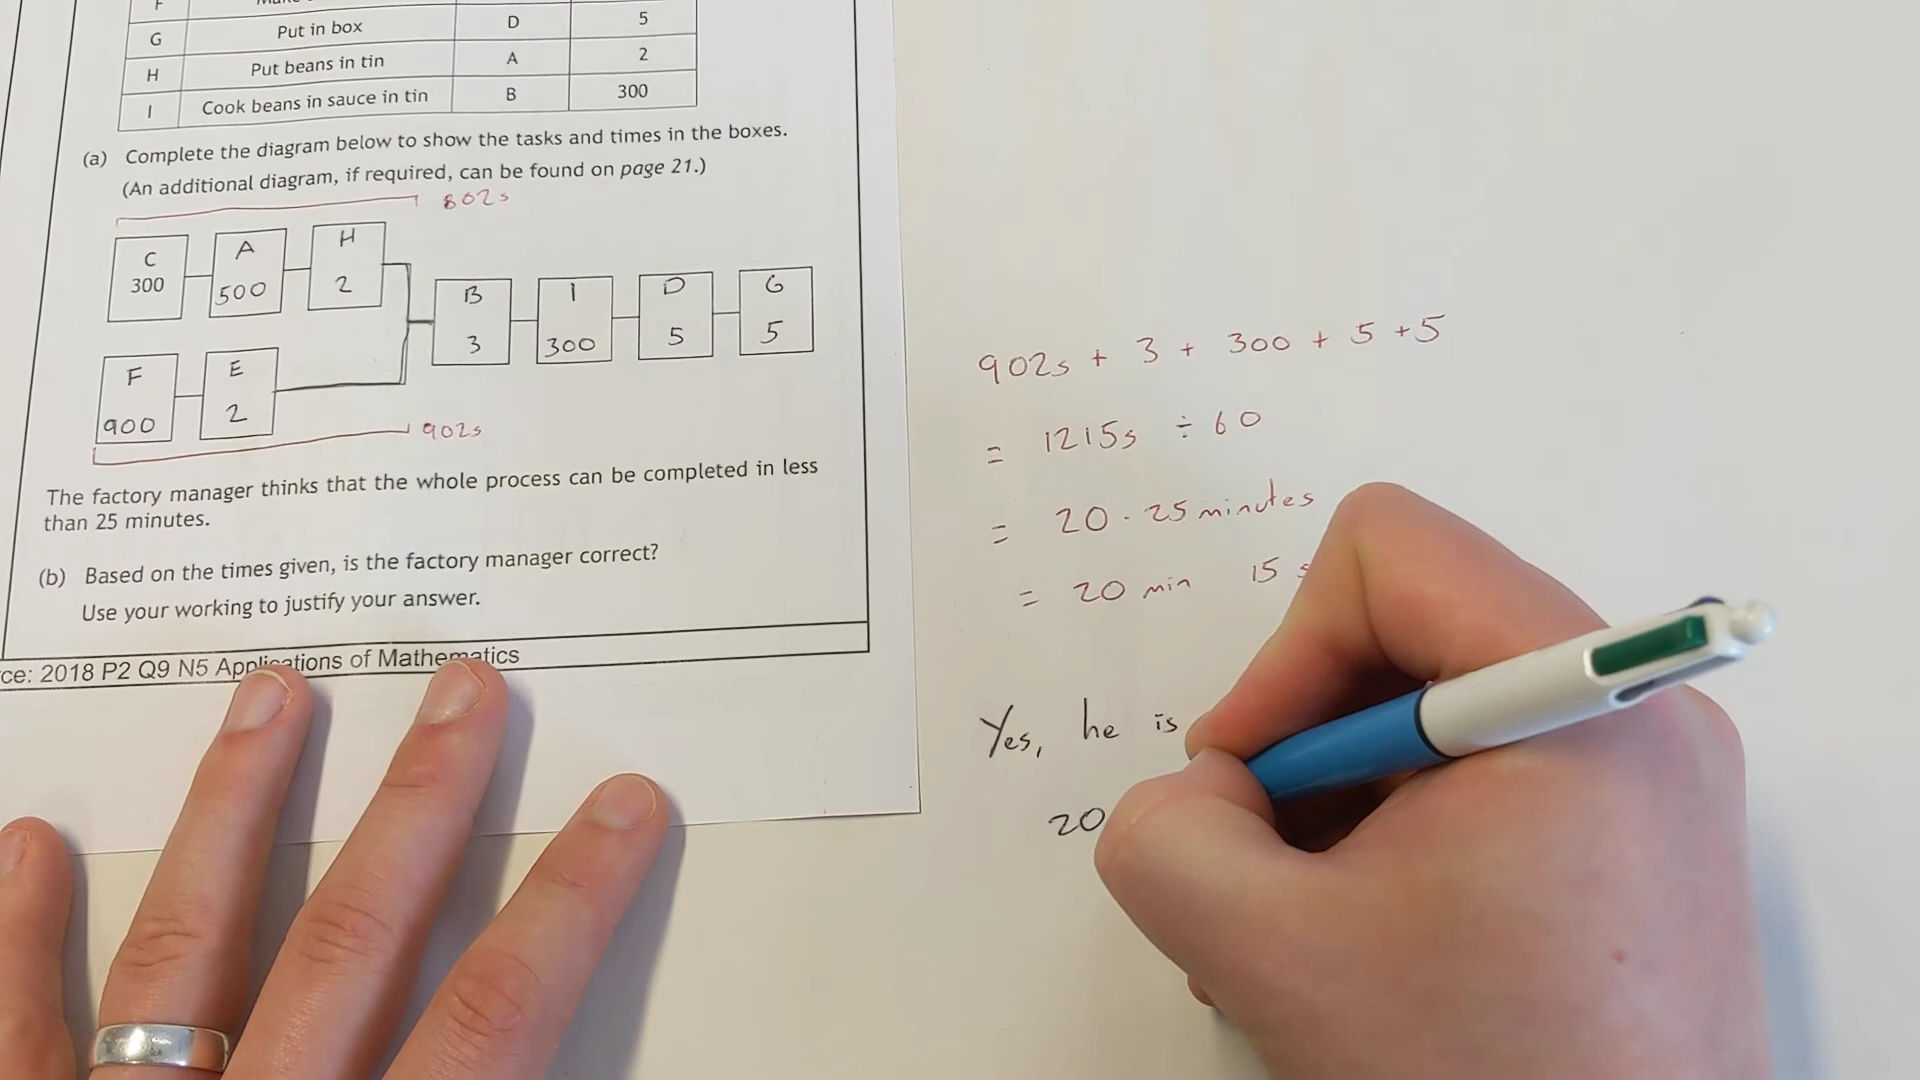 F
G Put in box D 5
H Put beans in tin A 2
I Cook beans in sauce in tin B 300
(a) Complete the diagram below to show the tasks and times in the boxes.
(An additional diagram, if required, can be found on page 21.)
802s
C 300
A 500
H 2
B 3
I 300
D 5
G 5
F 900
E 2
902s
The factory manager thinks that the whole process can be completed in less
than 25 minutes.
(b) Based on the times given, is the factory manager correct?
Use your working to justify your answer.
rce: 2018 P2 Q9 N5 Applications of Mathematics
902s + 3 + 300 + 5 + 5
= 1215s ÷ 60
= 20.25 minutes
= 20 min 15 s
Yes, he is
20